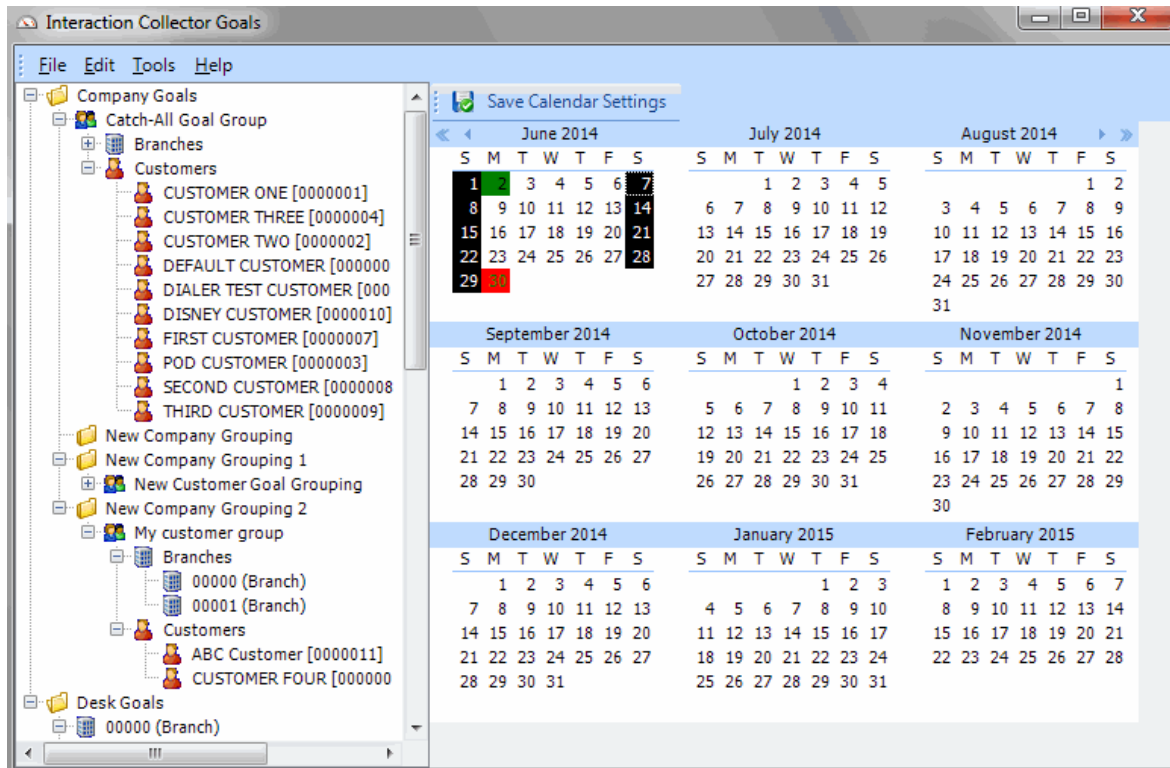 Interaction Collector Goals
File Edit Tools Help
Company Goals
Catch-All Goal Group
Branches
Customers
CUSTOMER ONE [0000001]
CUSTOMER THREE [0000004]
CUSTOMER TWO [0000002]
DEFAULT CUSTOMER [000000
DIALER TEST CUSTOMER [000
DISNEY CUSTOMER [0000010]
FIRST CUSTOMER [0000007]
POD CUSTOMER [0000003]
SECOND CUSTOMER [0000008
THIRD CUSTOMER [0000009]
New Company Grouping
New Company Grouping 1
New Customer Goal Grouping
New Company Grouping 2
My customer group
Branches
00000 (Branch)
00001 (Branch)
Customers
ABC Customer [0000011]
CUSTOMER FOUR [000000
Desk Goals
00000 (Branch)
Save Calendar Settings
June 2014
S M T W T F S
1 2 3 4 5 6 7
8 9 10 11 12 13 14
15 16 17 18 19 20 21
22 23 24 25 26 27 28
29 30
July 2014
S M T W T F S
1 2 3 4 5
6 7 8 9 10 11 12
13 14 15 16 17 18 19
20 21 22 23 24 25 26
27 28 29 30 31
August 2014
S M T W T F S
1 2
3 4 5 6 7 8 9
10 11 12 13 14 15 16
17 18 19 20 21 22 23
24 25 26 27 28 29 30
31
September 2014
S M T W T F S
1 2 3 4 5 6
7 8 9 10 11 12 13
14 15 16 17 18 19 20
21 22 23 24 25 26 27
28 29 30
October 2014
S M T W T F S
1 2 3 4
5 6 7 8 9 10 11
12 13 14 15 16 17 18
19 20 21 22 23 24 25
26 27 28 29 30 31
November 2014
S M T W T F S
1
2 3 4 5 6 7 8
9 10 11 12 13 14 15
16 17 18 19 20 21 22
23 24 25 26 27 28 29
30
December 2014
S M T W T F S
1 2 3 4 5 6
7 8 9 10 11 12 13
14 15 16 17 18 19 20
21 22 23 24 25 26 27
28 29 30 31
January 2015
S M T W T F S
1 2 3
4 5 6 7 8 9 10
11 12 13 14 15 16 17
18 19 20 21 22 23 24
25 26 27 28 29 30 31
February 2015
S M T W T F S
1 2 3 4 5 6 7
8 9 10 11 12 13 14
15 16 17 18 19 20 21
22 23 24 25 26 27 28